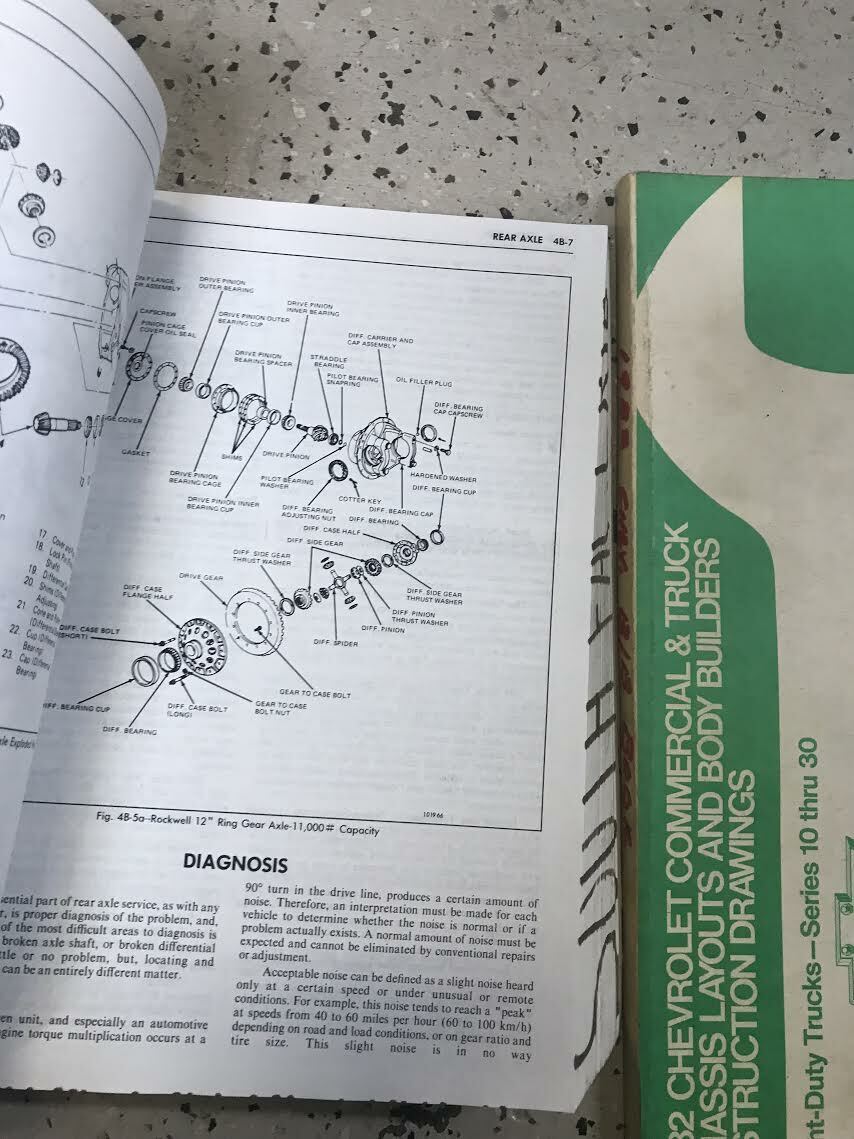 REAR AXLE 4B-7
DRIVE PINION
OUTER BEARING
DRIVE PINION
INNER BEARING
CAPSCREW
PINION CAGE
COVER OIL SEAL
DRIVE PINION OUTER
BEARING CUP
DIFF. CARRIER AND
CAP ASSEMBLY
DRIVE PINION
BEARING SPACER
STRADDLE
BEARING
PILOT BEARING
SNAPRING
OIL FILLER PLUG
DIFF. BEARING
CAP CAPSCREW
GASKET
SHIMS
DRIVE PINION
DRIVE PINION
BEARING CAGE
PILOT BEARING
WASHER
HARDENED WASHER
DIFF. BEARING CUP
DRIVE PINION INNER
BEARING CUP
COTTER KEY
DIFF. BEARING
ADJUSTING NUT
DIFF. BEARING CAP
DIFF. BEARING
DIFF. CASE HALF
DIFF. SIDE GEAR
DIFF. SIDE GEAR
THRUST WASHER
DRIVE GEAR
DIFF. CASE
FLANGE HALF
DIFF. SIDE GEAR
THRUST WASHER
DIFF. PINION
THRUST WASHER
DIFF. PINION
DIFF. SPIDER
DIFF. CASE BOLT
(SHORT)
GEAR TO CASE BOLT
GEAR TO CASE
BOLT NUT
DIFF. CASE BOLT
(LONG)
IFF. BEARING CUP
DIFF. BEARING
101966
Fig. 4B-5a—Rockwell 12" Ring Gear Axle-11,000# Capacity
DIAGNOSIS
ential part of rear axle service, as with any
r, is proper diagnosis of the problem, and,
of the most difficult areas to diagnosis is
broken axle shaft, or broken differential
ttle or no problem, but, locating and
can be an entirely different matter.
en unit, and especially an automotive
gine torque multiplication occurs at a
90° turn in the drive line, produces a certain amount of
noise. Therefore, an interpretation must be made for each
vehicle to determine whether the noise is normal or if a
problem actually exists. A normal amount of noise must be
expected and cannot be eliminated by conventional repairs
or adjustment.
Acceptable noise can be defined as a slight noise heard
only at a certain speed or under unusual or remote
conditions. For example, this noise tends to reach a "peak"
at speeds from 40 to 60 miles per hour (60 to 100 km/h)
depending on road and load conditions, or on gear ratio and
tire size. This slight noise is in no way
82 CHEVROLET COMMERCIAL & TRUCK
ASSIS LAYOUTS AND BODY BUILDERS
STRUCTION DRAWINGS
ht-Duty Trucks—Series 10 thru 30